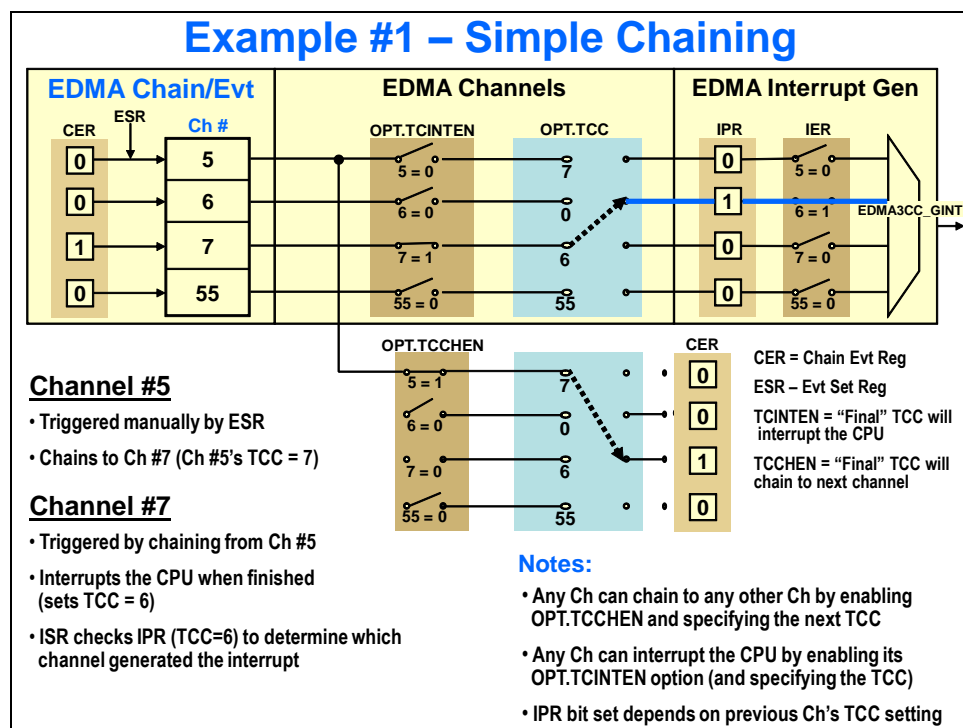 Example #1 – Simple Chaining
EDMA Chain/Evt
EDMA Channels
EDMA Interrupt Gen
CER
ESR
Ch #
OPT.TCINTEN
OPT.TCC
IPR
IER
0
5
5 = 0
7
0
5 = 0
0
6
6 = 0
0
1
6 = 1
EDMA3CC_GINT
1
7
7 = 1
6
0
7 = 0
0
55
55 = 0
55
0
55 = 0
OPT.TCCHEN
CER
5 = 1
7
0
6 = 0
0
0
7 = 0
6
1
55 = 0
55
0
CER = Chain Evt Reg
ESR – Evt Set Reg
TCINTEN = “Final” TCC will
interrupt the CPU
TCCHEN = “Final” TCC will
chain to next channel
Channel #5
• Triggered manually by ESR
• Chains to Ch #7 (Ch #5’s TCC = 7)
Channel #7
• Triggered by chaining from Ch #5
• Interrupts the CPU when finished
(sets TCC = 6)
• ISR checks IPR (TCC=6) to determine which
channel generated the interrupt
Notes:
• Any Ch can chain to any other Ch by enabling
OPT.TCCHEN and specifying the next TCC
• Any Ch can interrupt the CPU by enabling its
OPT.TCINTEN option (and specifying the TCC)
• IPR bit set depends on previous Ch’s TCC setting